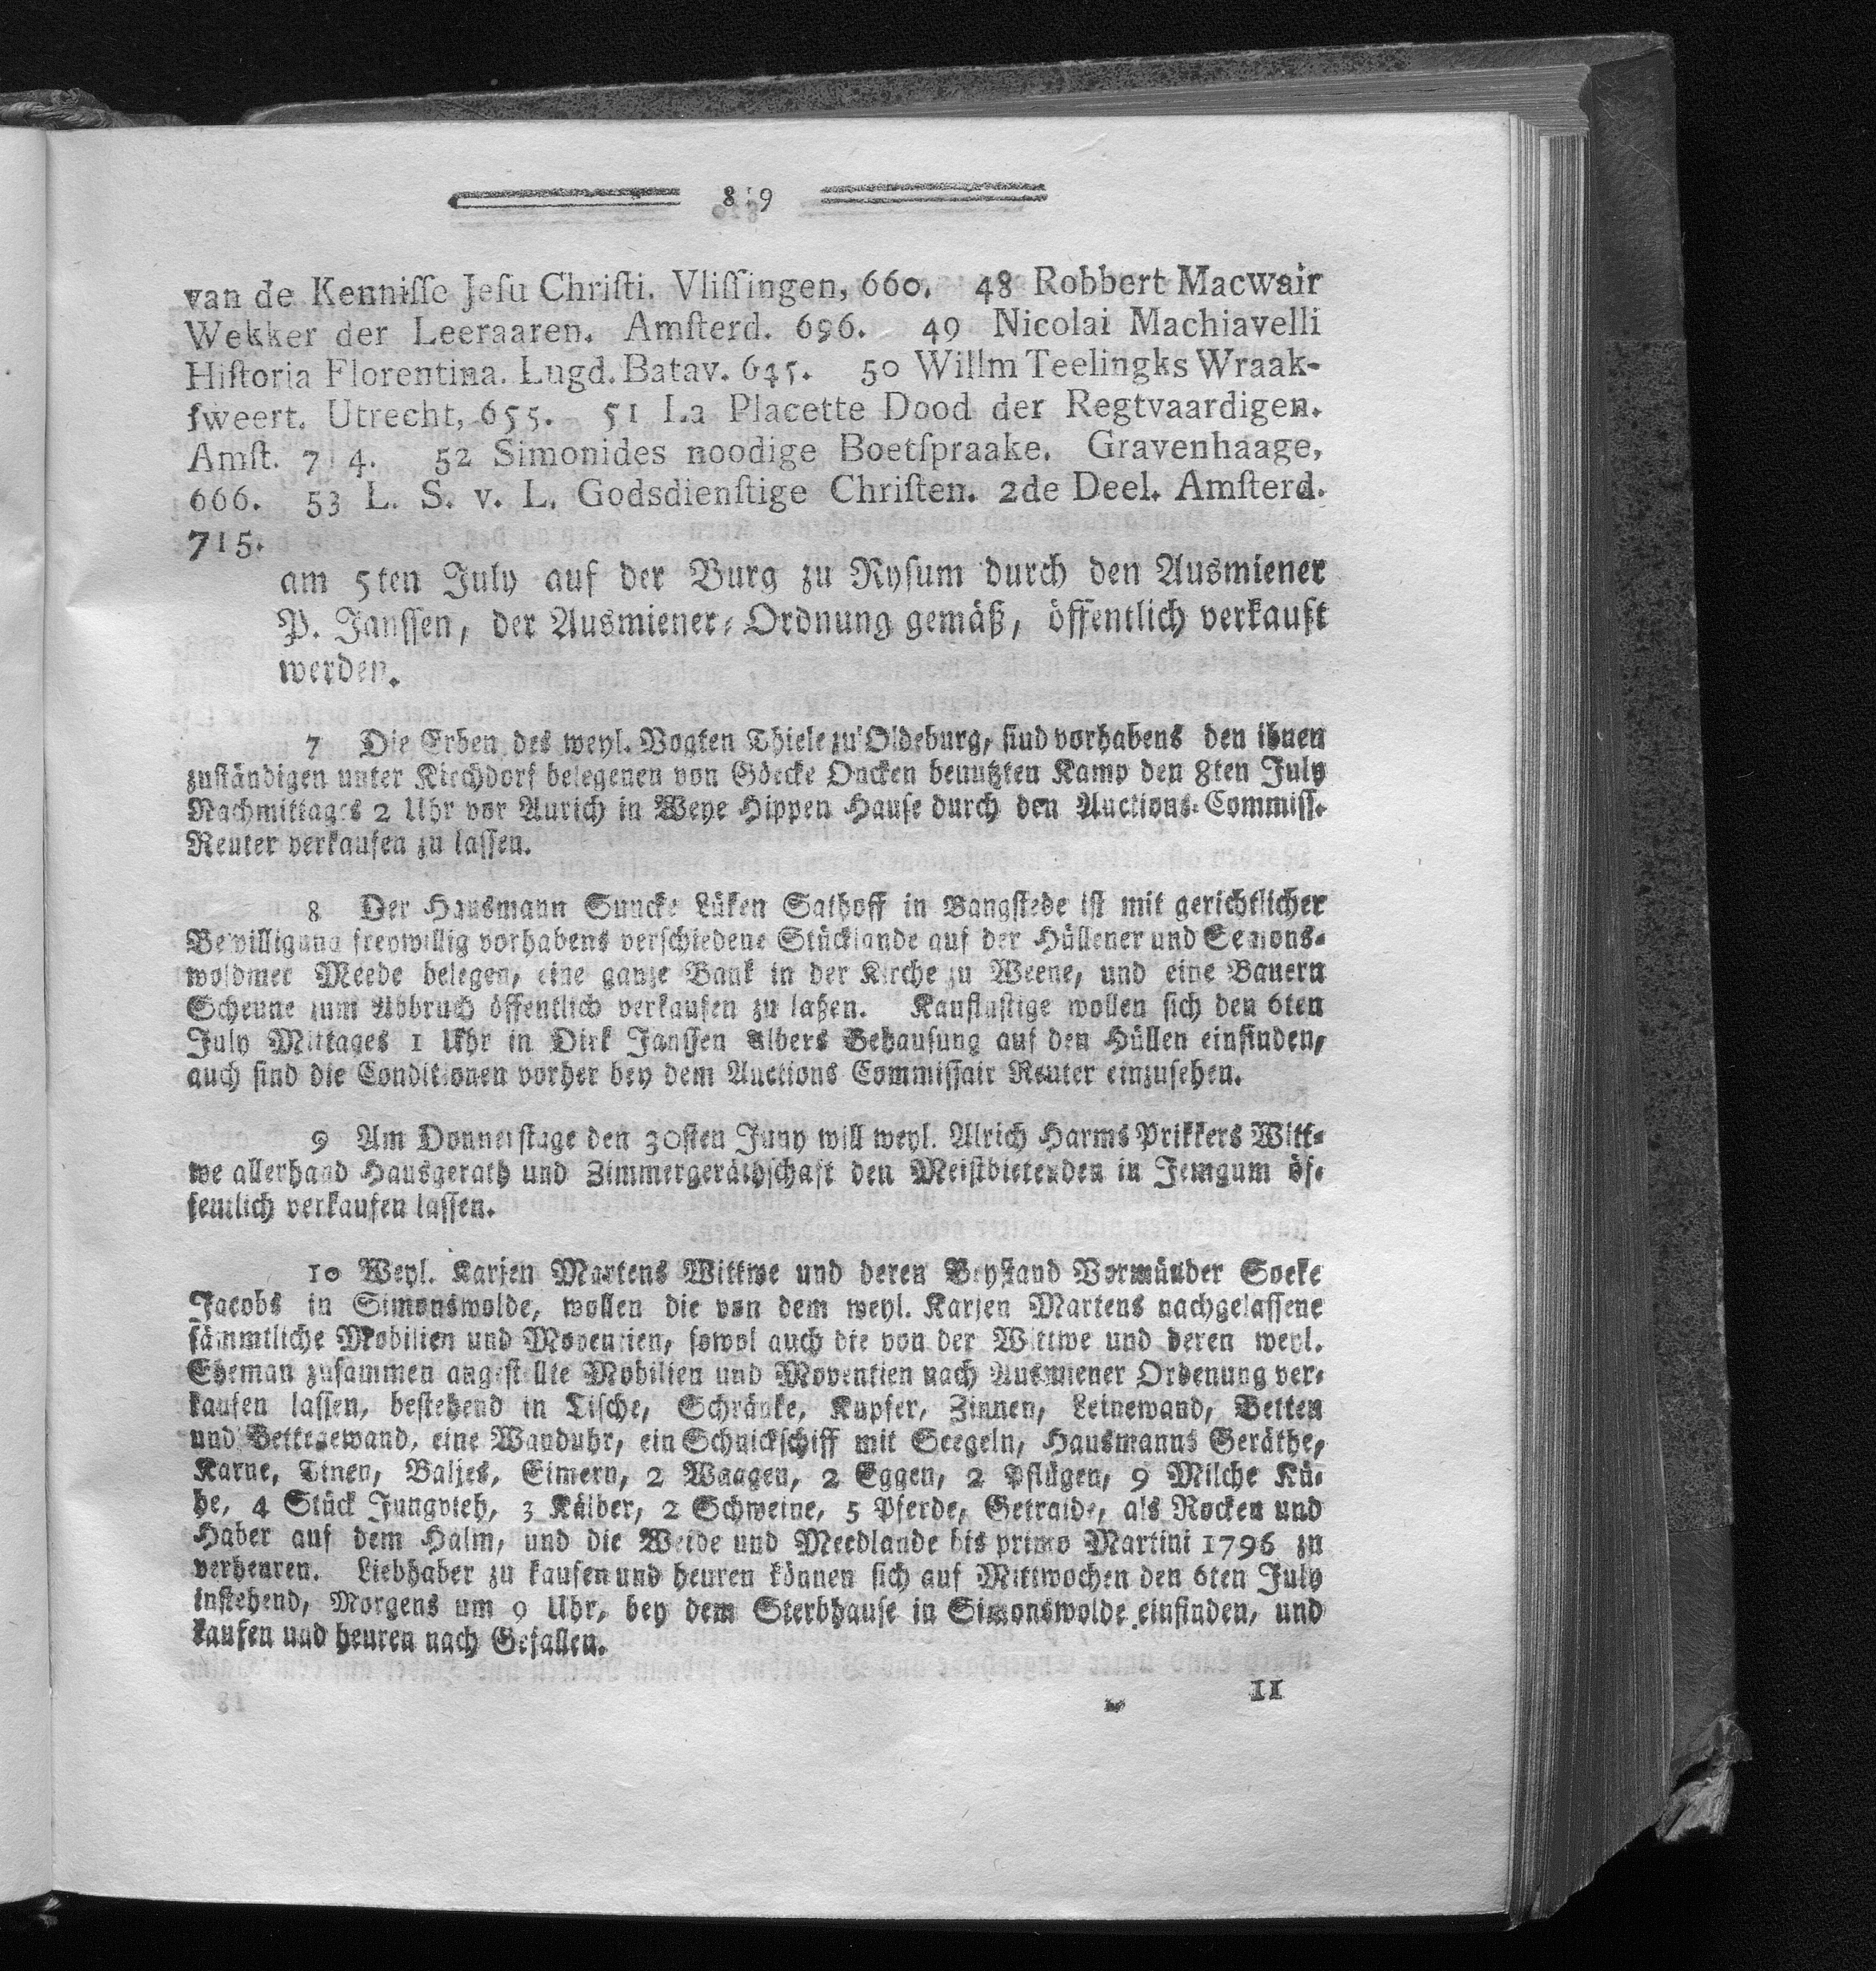 819
van de Kenniſſe Jeſu Chriſti. Vliſſingen, 660. 48 Robbert Macwair
Wekker der Leeraaren. Amſterd. 696. 49 Nicolai Machiavelli
Hiſtoria Florentina. Lugd. Batav. 645. 50 Willm Teelingks Wraak-
ſweert. Utrecht, 655. 51 La Placette Dood der Regtvaardigen.
Amſt. 714. 52 Simonides noodige Boetſpraake. Gravenhaage,
666. 53 L. S. v. L. Godsdienſtige Chriſten. 2de Deel. Amſterd.
715.
am 5ten July auf der Burg zu Rysum durch den Ausmiener
P. Janssen, der Ausmiener-Ordnung gemäß, öffentlich verkauft
werden.
7 Die Erben des weyl. Vogten Thiele zu Oldeburg, sind vorhabens den ihnen
zuständigen unter Kirchdorf belegenen von Göecke Oncken benutzten Kamp den 8ten July
Nachmittages 2 Uhr vor Aurich in Weye Hippen Hause durch den Auctions-Commiss.
Reuter verkaufen zu lassen.
8 Der Hausmann Suncke Lüken Sathoff in Bangstede ist mit gerichtlicher
Bewilligung freywillig vorhabens verschiedene Stücklande auf der Hüllener und Semons-
woldmer Meede belegen, eine ganze Bank in der Kirche zu Weene, und eine Bauern
Scheune zum Abbruch öffentlich verkaufen zu laßen. Kauflustige wollen sich den 6ten
July Mittages 1 Uhr in Dirk Janssen Albers Behausung auf den Hüllen einfinden,
auch sind die Conditionen vorher bey dem Auctions Commissair Reuter einzusehen.
9 Am Donnerstage den 30sten Juny will weyl. Alrich Harms Prikkers Witt-
we allerhand Hausgerath und Zimmergeräthschaft den Meistbietenden in Jemgum öf-
fentlich verkaufen lassen.
10 Weyl. Karjen Martens Wittwe und deren Beystand Vormünder Soeke
Jacobs in Simonswolde, wollen die von dem weyl. Karjen Martens nachgelassene
sämmtliche Mobilien und Moventien, sowol auch die von der Wittwe und deren weyl.
Eheman zusammen angestellte Mobilien und Moventien nach Ausmiener Ordenung ver-
kaufen lassen, bestehend in Tische, Schränke, Kupfer, Zinnen, Leinewand, Betten
und Bettegewand, eine Wanduhr, ein Schnickschiff mit Seegeln, Hausmanns Geräthe,
Karne, Tinen, Baljes, Eimern, 2 Waagen, 2 Eggen, 2 Pflügen, 9 Milche Kü-
he, 4 Stück Jungvieh, 3 Kälber, 2 Schweine, 5 Pferde, Getraide, als Rocken und
Haber auf dem Halm, und die Weide und Meedlande bis primo Martini 1796 zu
verheuren. Liebhaber zu kaufen und heuren können sich auf Mittwochen den 6ten July
instehend, Morgens um 9 Uhr, bey dem Sterbhause in Simonswolde einfinden, und
kaufen und heuren nach Gefallen.
11